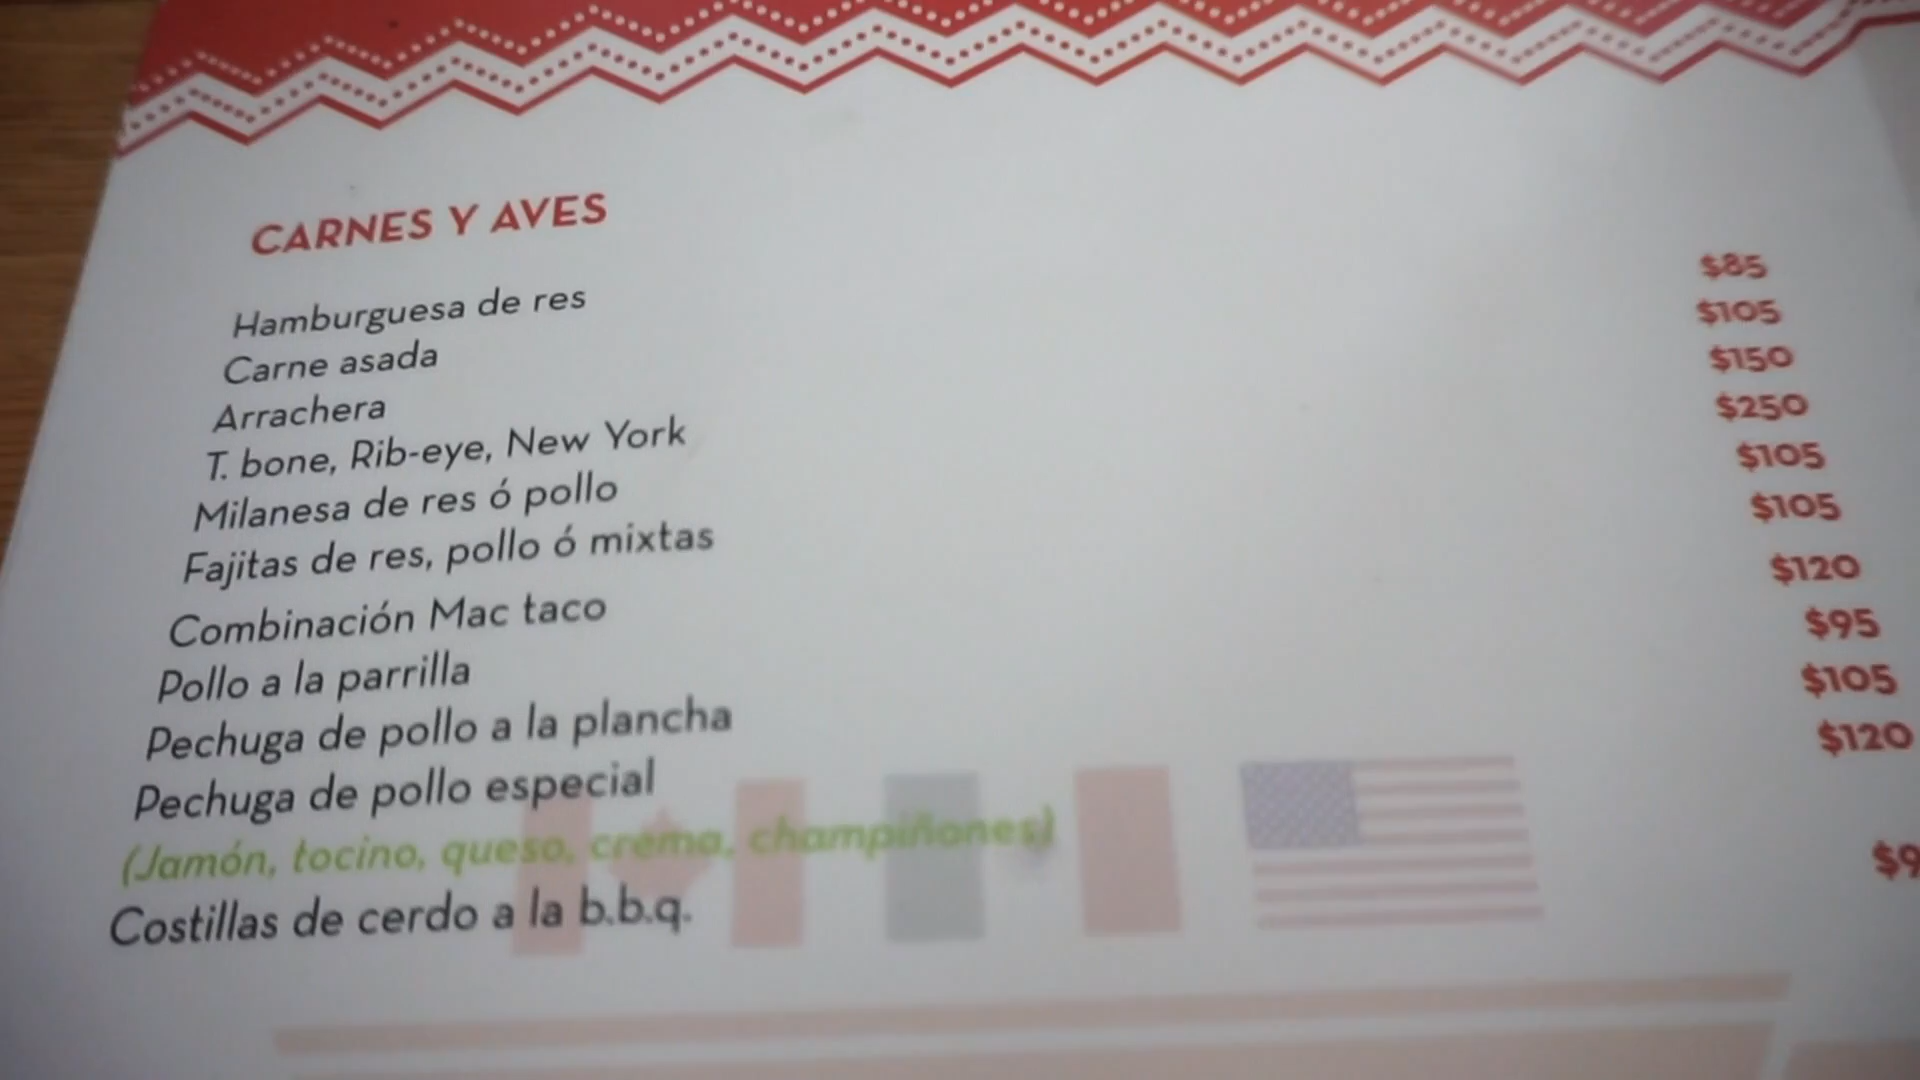 CARNES Y AVES
Hamburguesa de res $85
Carne asada $105
Arrachera $150
T. bone, Rib-eye, New York $250
Milanesa de res ó pollo $105
Fajitas de res, pollo ó mixtas $105
Combinación Mac taco $120
Pollo a la parrilla $95
Pechuga de pollo a la plancha $105
Pechuga de pollo especial $120
(Jamón, tocino, queso, crema, champiñones)
Costillas de cerdo a la b.b.q.